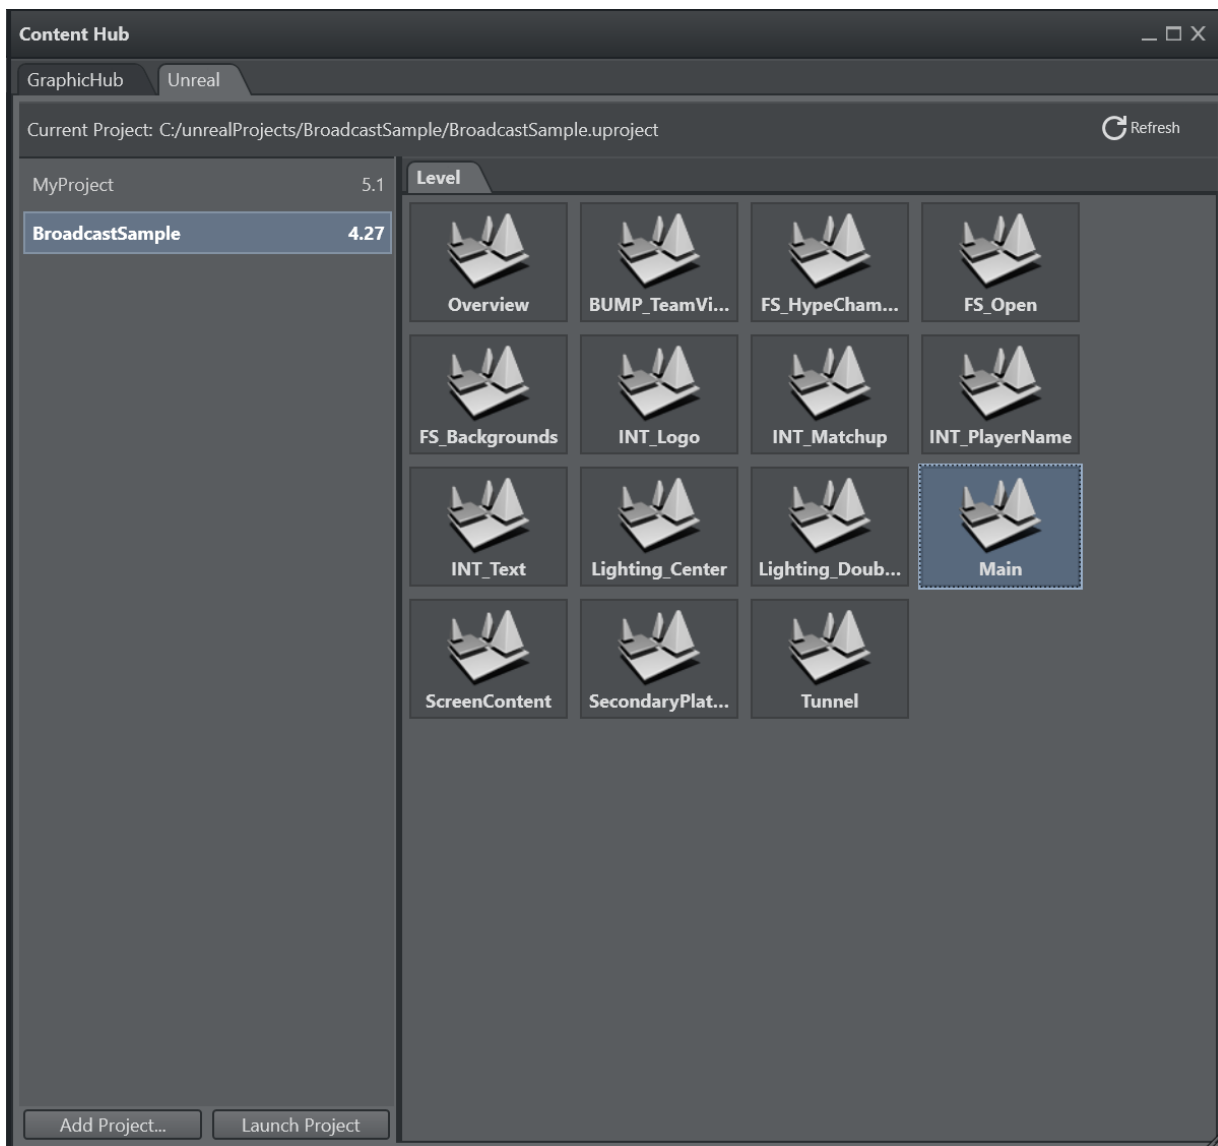 Content Hub
GraphicHub Unreal
Current Project: C:/unrealProjects/BroadcastSample/BroadcastSample.uproject Refresh
MyProject 5.1
BroadcastSample 4.27
Level
Overview BUMP_TeamVi... FS_HypeCham... FS_Open
FS_Backgrounds INT_Logo INT_Matchup INT_PlayerName
INT_Text Lighting_Center Lighting_Doub... Main
ScreenContent SecondaryPlat... Tunnel
Add Project... Launch Project